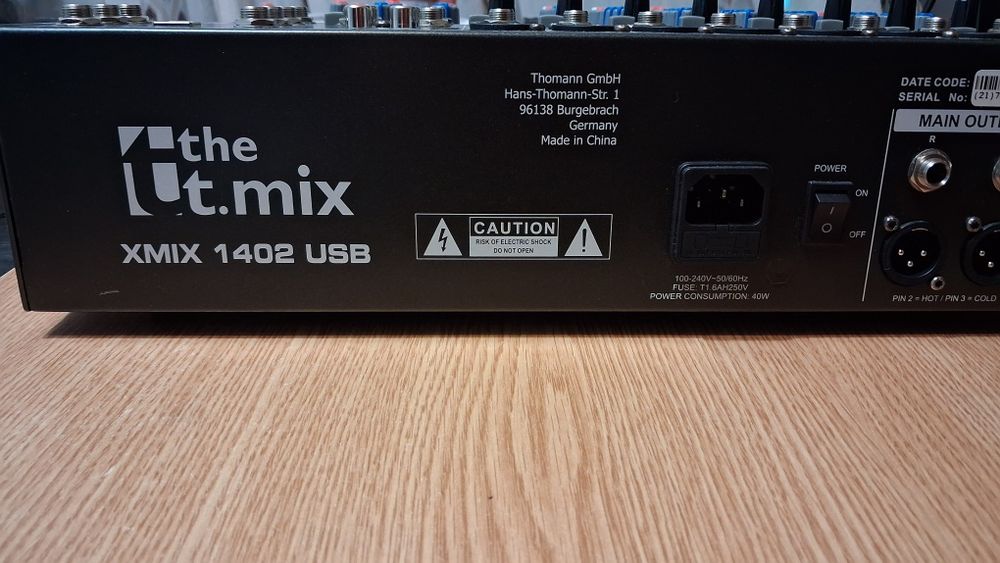 the
t.mix
XMIX 1402 USB
Thomann GmbH
Hans-Thomann-Str. 1
96138 Burgebrach
Germany
Made in China
CAUTION
RISK OF ELECTRIC SHOCK
DO NOT OPEN
100-240V~50/60Hz
FUSE: T1.6AH250V
POWER CONSUMPTION: 40W
POWER
ON
OFF
DATE CODE:
SERIAL No:
MAIN
R
PIN 2 = HOT / PIN 3 = COLD